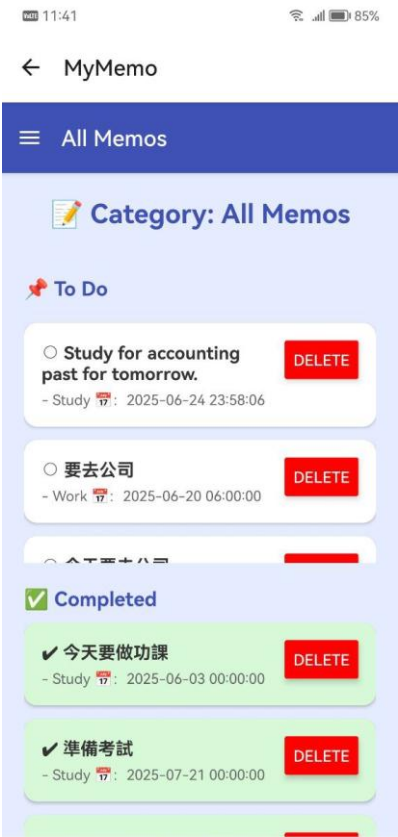 VoLTE 11:41 85%
← MyMemo
☰ All Memos
📝 Category: All Memos
📌 To Do
○ Study for accounting
past for tomorrow.
DELETE
- Study 📅: 2025-06-24 23:58:06
○ 要去公司
DELETE
- Work 📅: 2025-06-20 06:00:00
✅ Completed
✔ 今天要做功課
DELETE
- Study 📅: 2025-06-03 00:00:00
✔ 準備考試
DELETE
- Study 📅: 2025-07-21 00:00:00